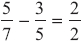 5/7 − 3/5 = 2/2